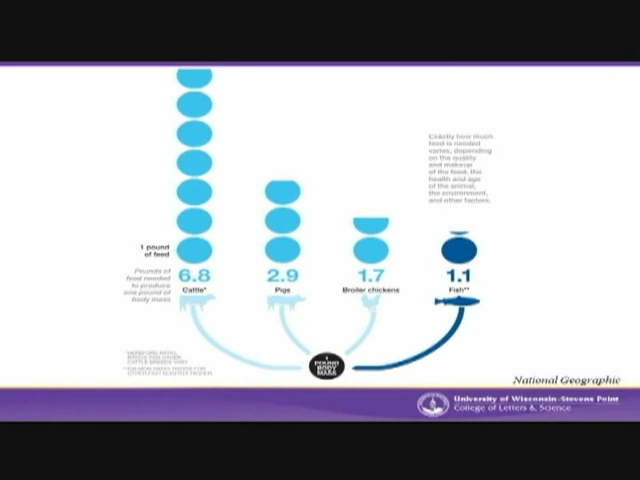 Exactly how much
feed is needed
varies, depending
on the quality
and makeup
of the feed, the
health and age
of the animal,
the environment,
and other factors.
1 pound
of feed
Pounds of
feed needed
to produce
one pound of
body mass
6.8
2.9
1.7
1.1
Cattle*
Pigs
Broiler chickens
Fish**
1
POUND
BODY
MASS
National Geographic
University of Wisconsin-Stevens Point
College of Letters & Science